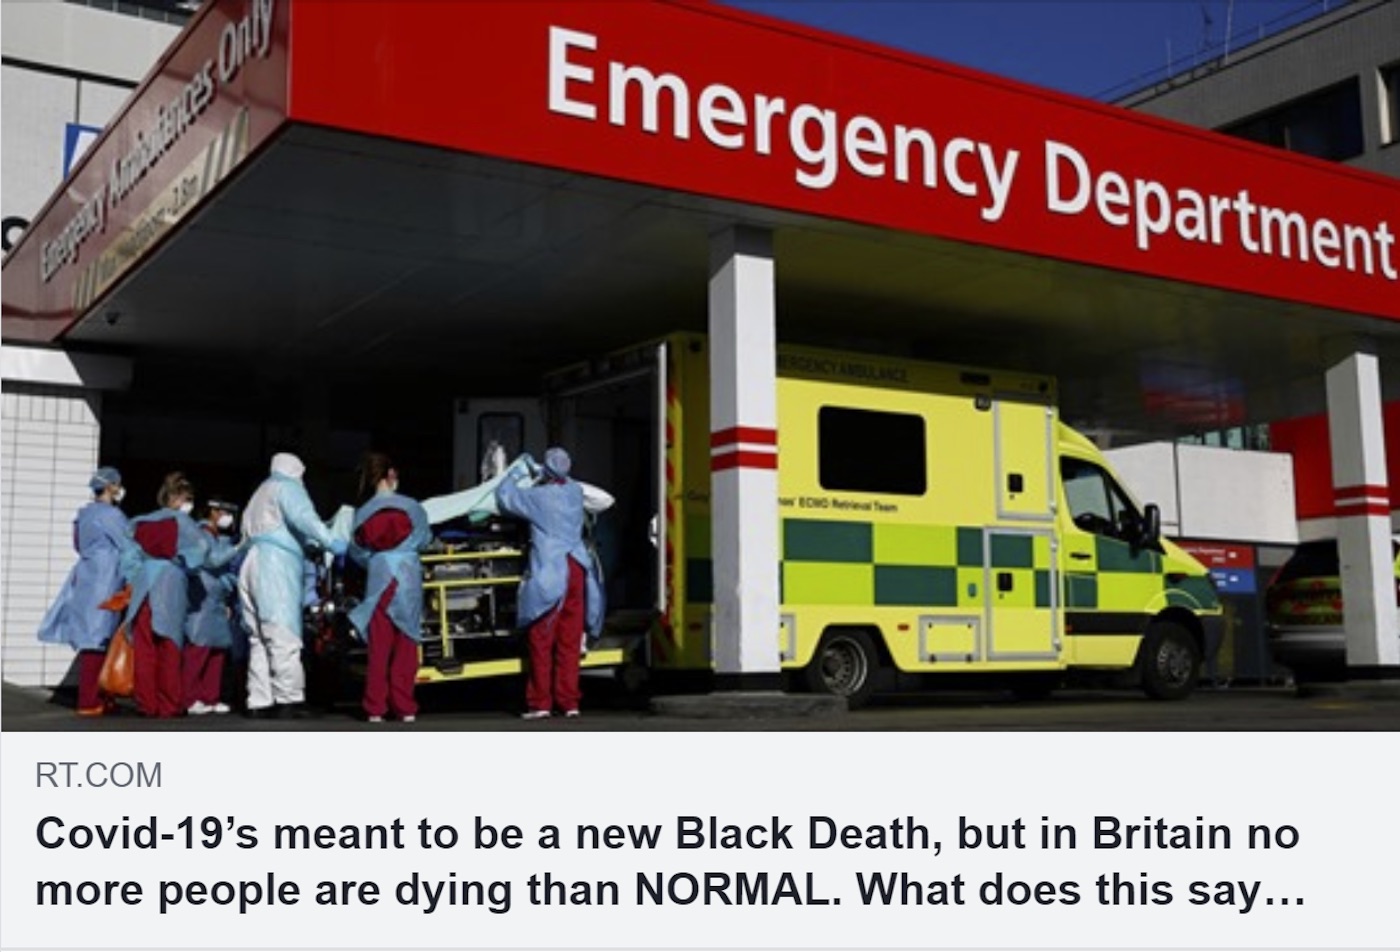 Emergency Department
Emergency Ambulances Only
EMERGENCY AMBULANCE
ECMO Retrieval Team
RT.COM
Covid-19’s meant to be a new Black Death, but in Britain no
more people are dying than NORMAL. What does this say…